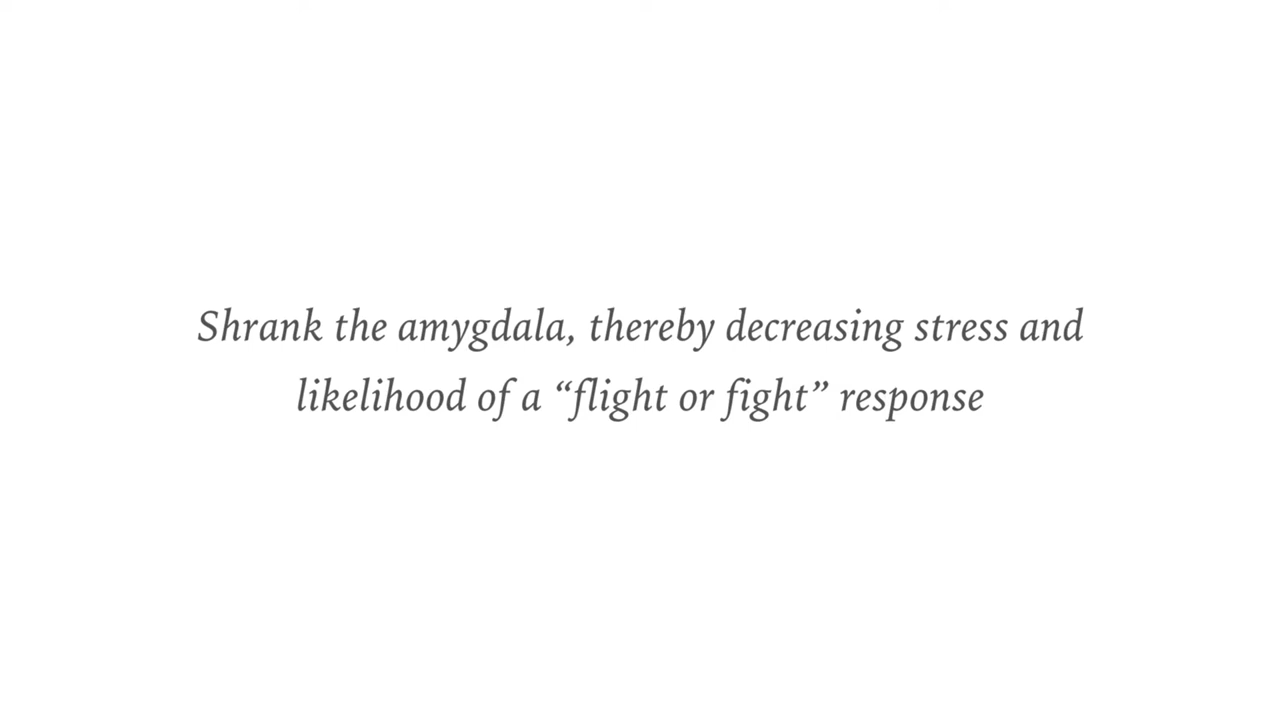 Shrank the amygdala, thereby decreasing stress and
likelihood of a “flight or fight” response